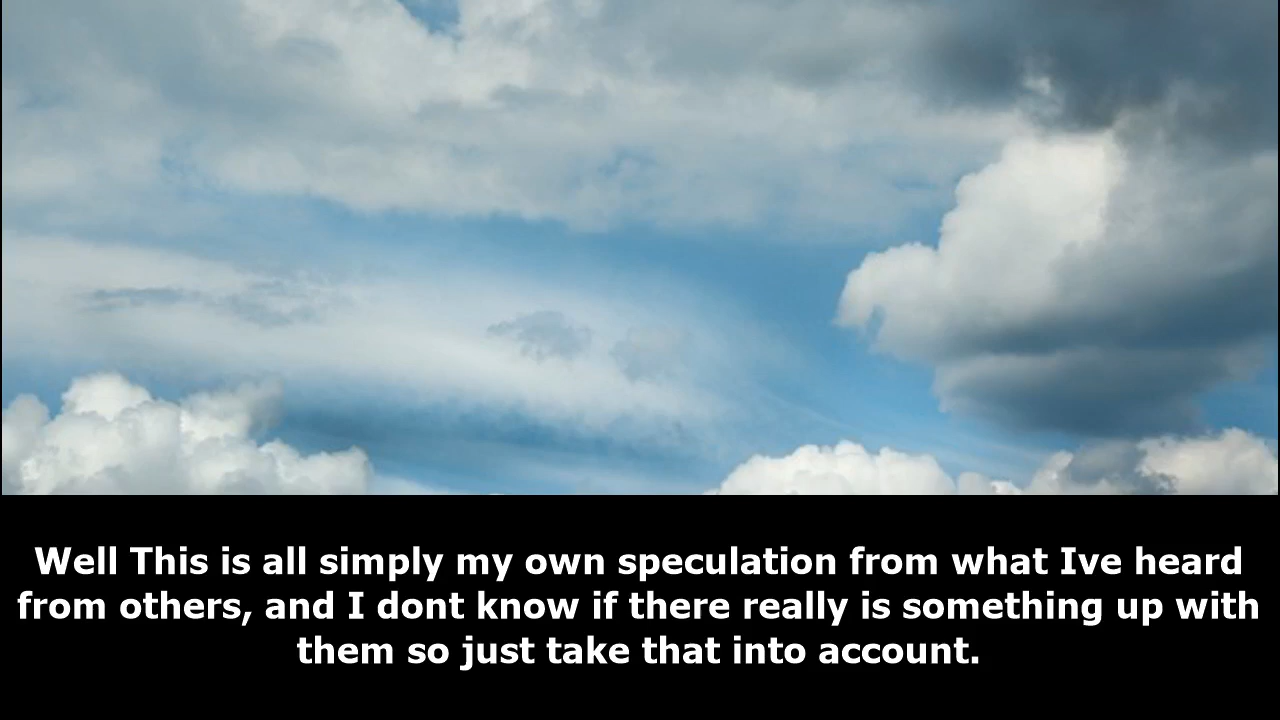 Well This is all simply my own speculation from what Ive heard
from others, and I dont know if there really is something up with
them so just take that into account.